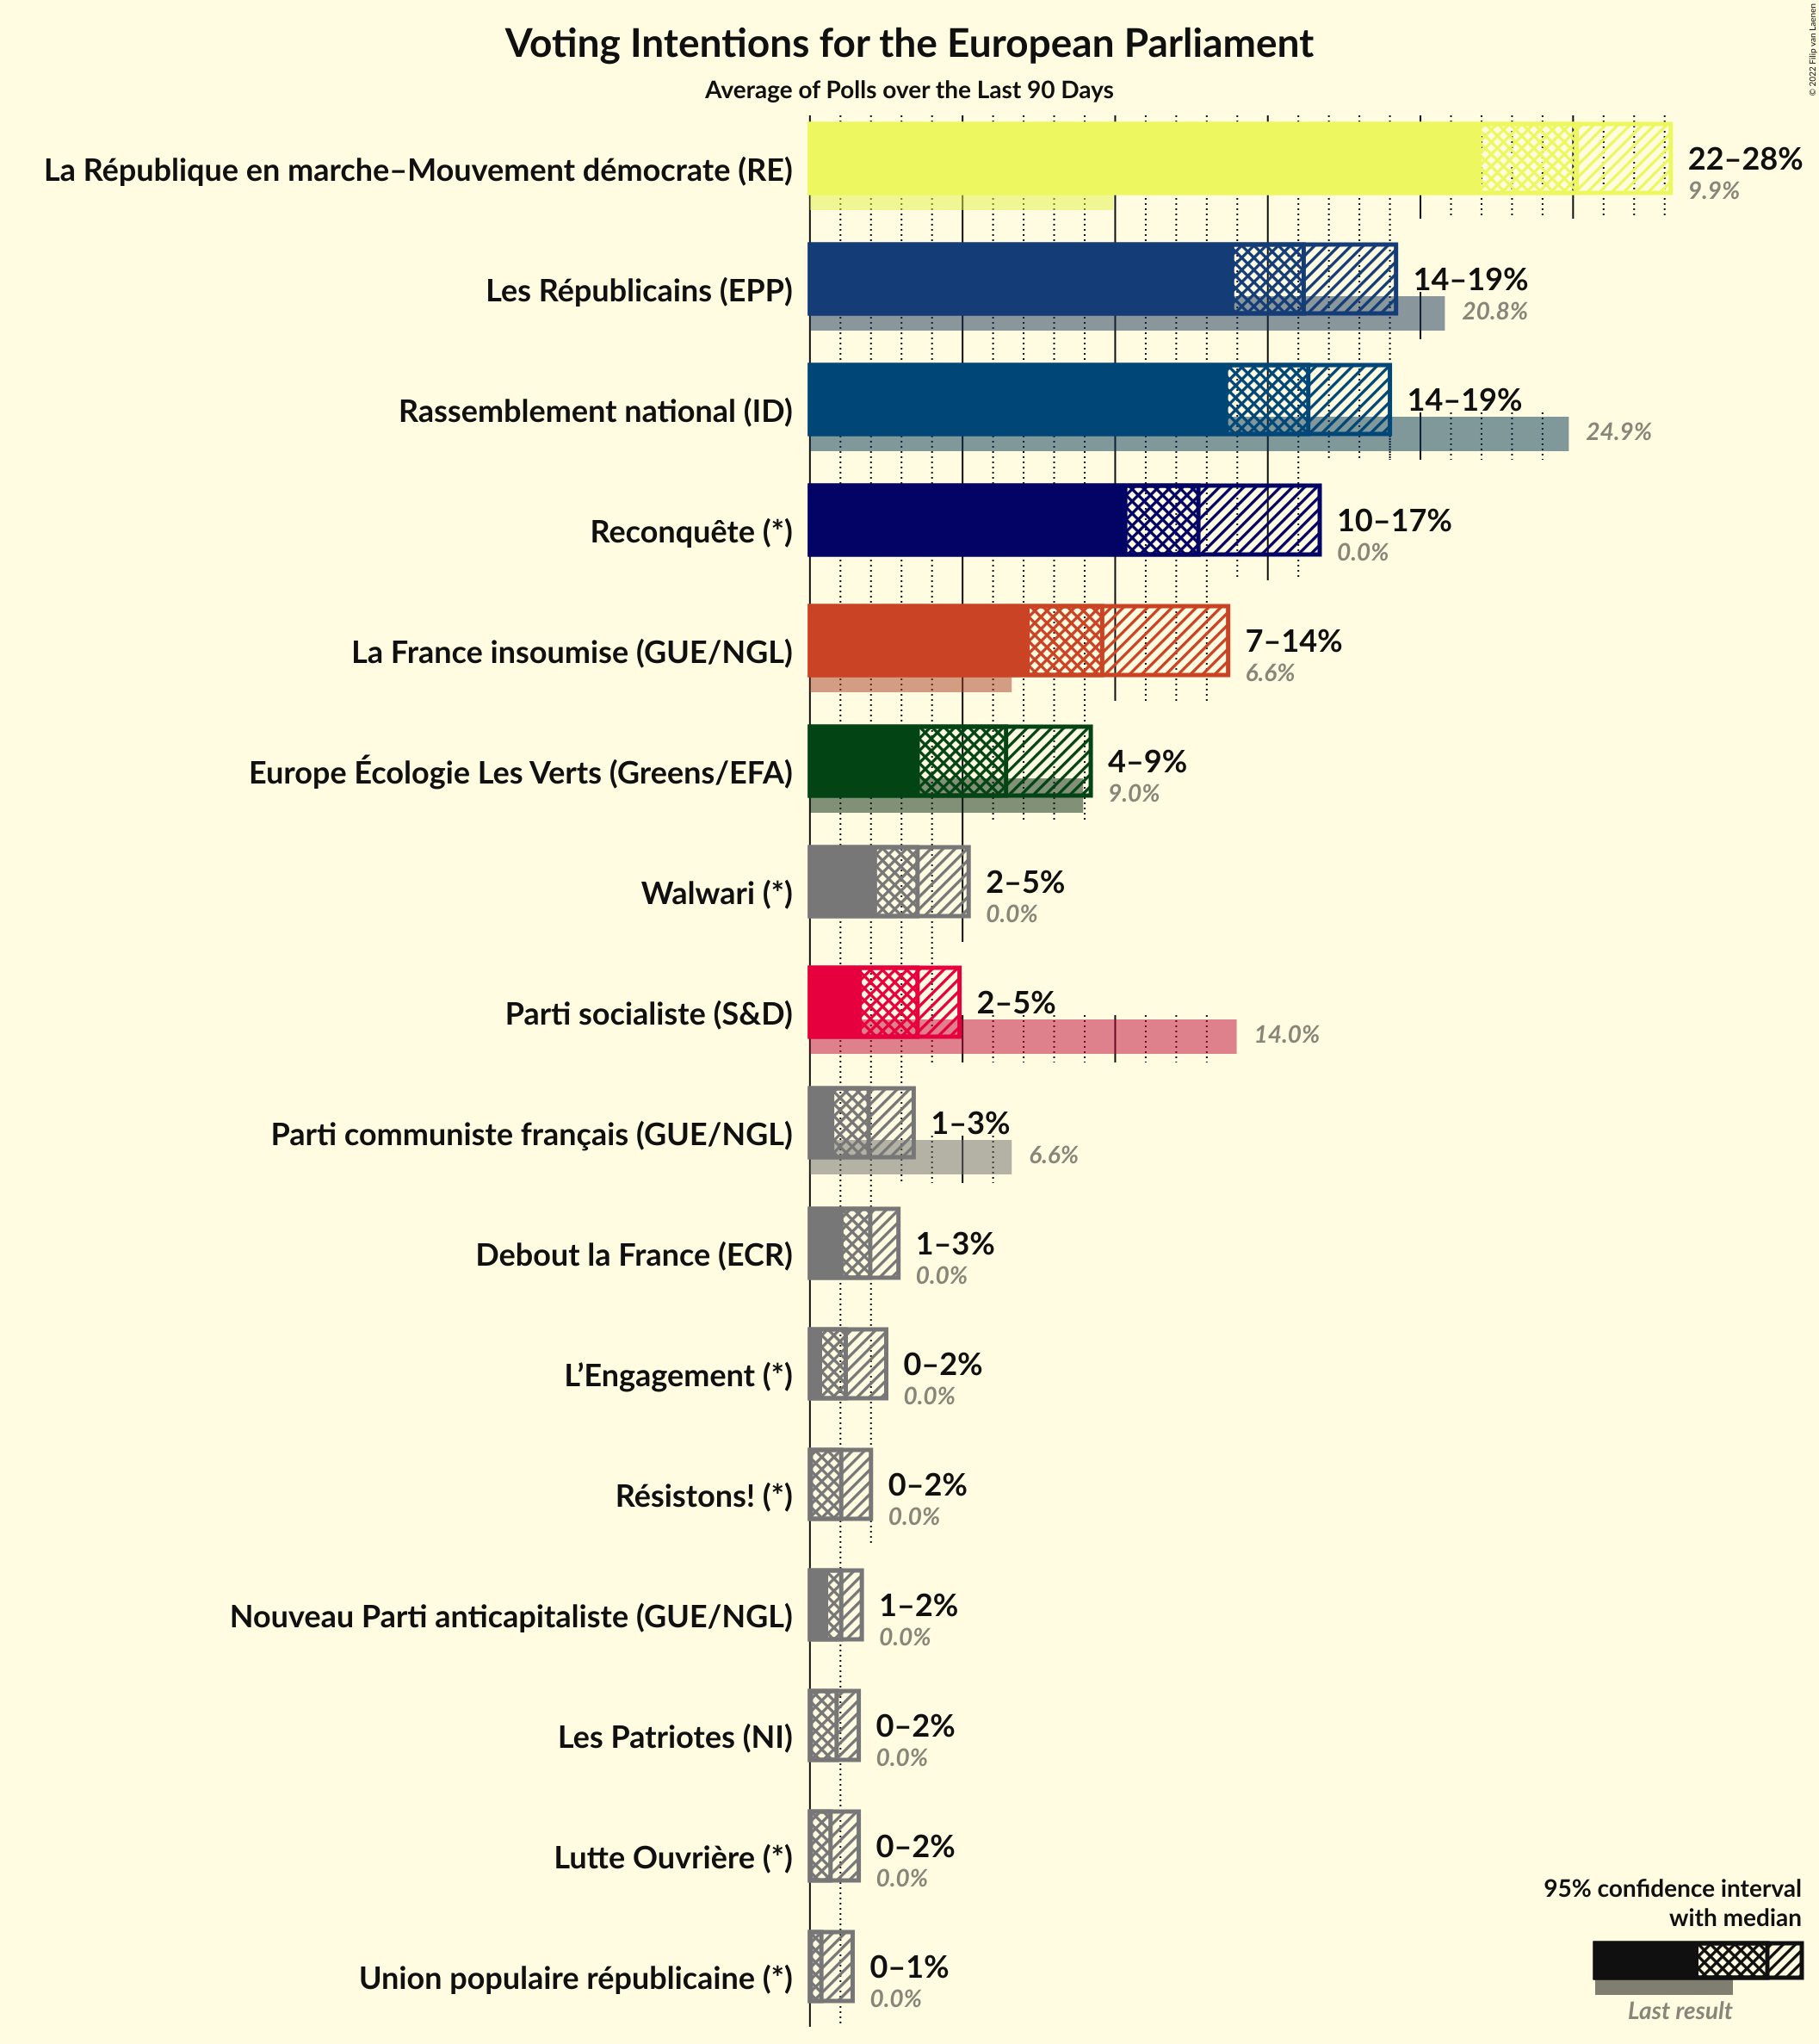 Voting Intentions for the European Parliament
Average of Polls over the Last 90 Days
© 2022 Filip van Laenen
La République en marche–Mouvement démocrate (RE)
22–28%
9.9%
Les Républicains (EPP)
14–19%
20.8%
Rassemblement national (ID)
14–19%
24.9%
Reconquête (*)
10–17%
0.0%
La France insoumise (GUE/NGL)
7–14%
6.6%
Europe Écologie Les Verts (Greens/EFA)
4–9%
9.0%
Walwari (*)
2–5%
0.0%
Parti socialiste (S&D)
2–5%
14.0%
Parti communiste français (GUE/NGL)
1–3%
6.6%
Debout la France (ECR)
1–3%
0.0%
L’Engagement (*)
0–2%
0.0%
Résistons! (*)
0–2%
0.0%
Nouveau Parti anticapitaliste (GUE/NGL)
1–2%
0.0%
Les Patriotes (NI)
0–2%
0.0%
Lutte Ouvrière (*)
0–2%
0.0%
Union populaire républicaine (*)
0–1%
0.0%
95% confidence interval
with median
Last result